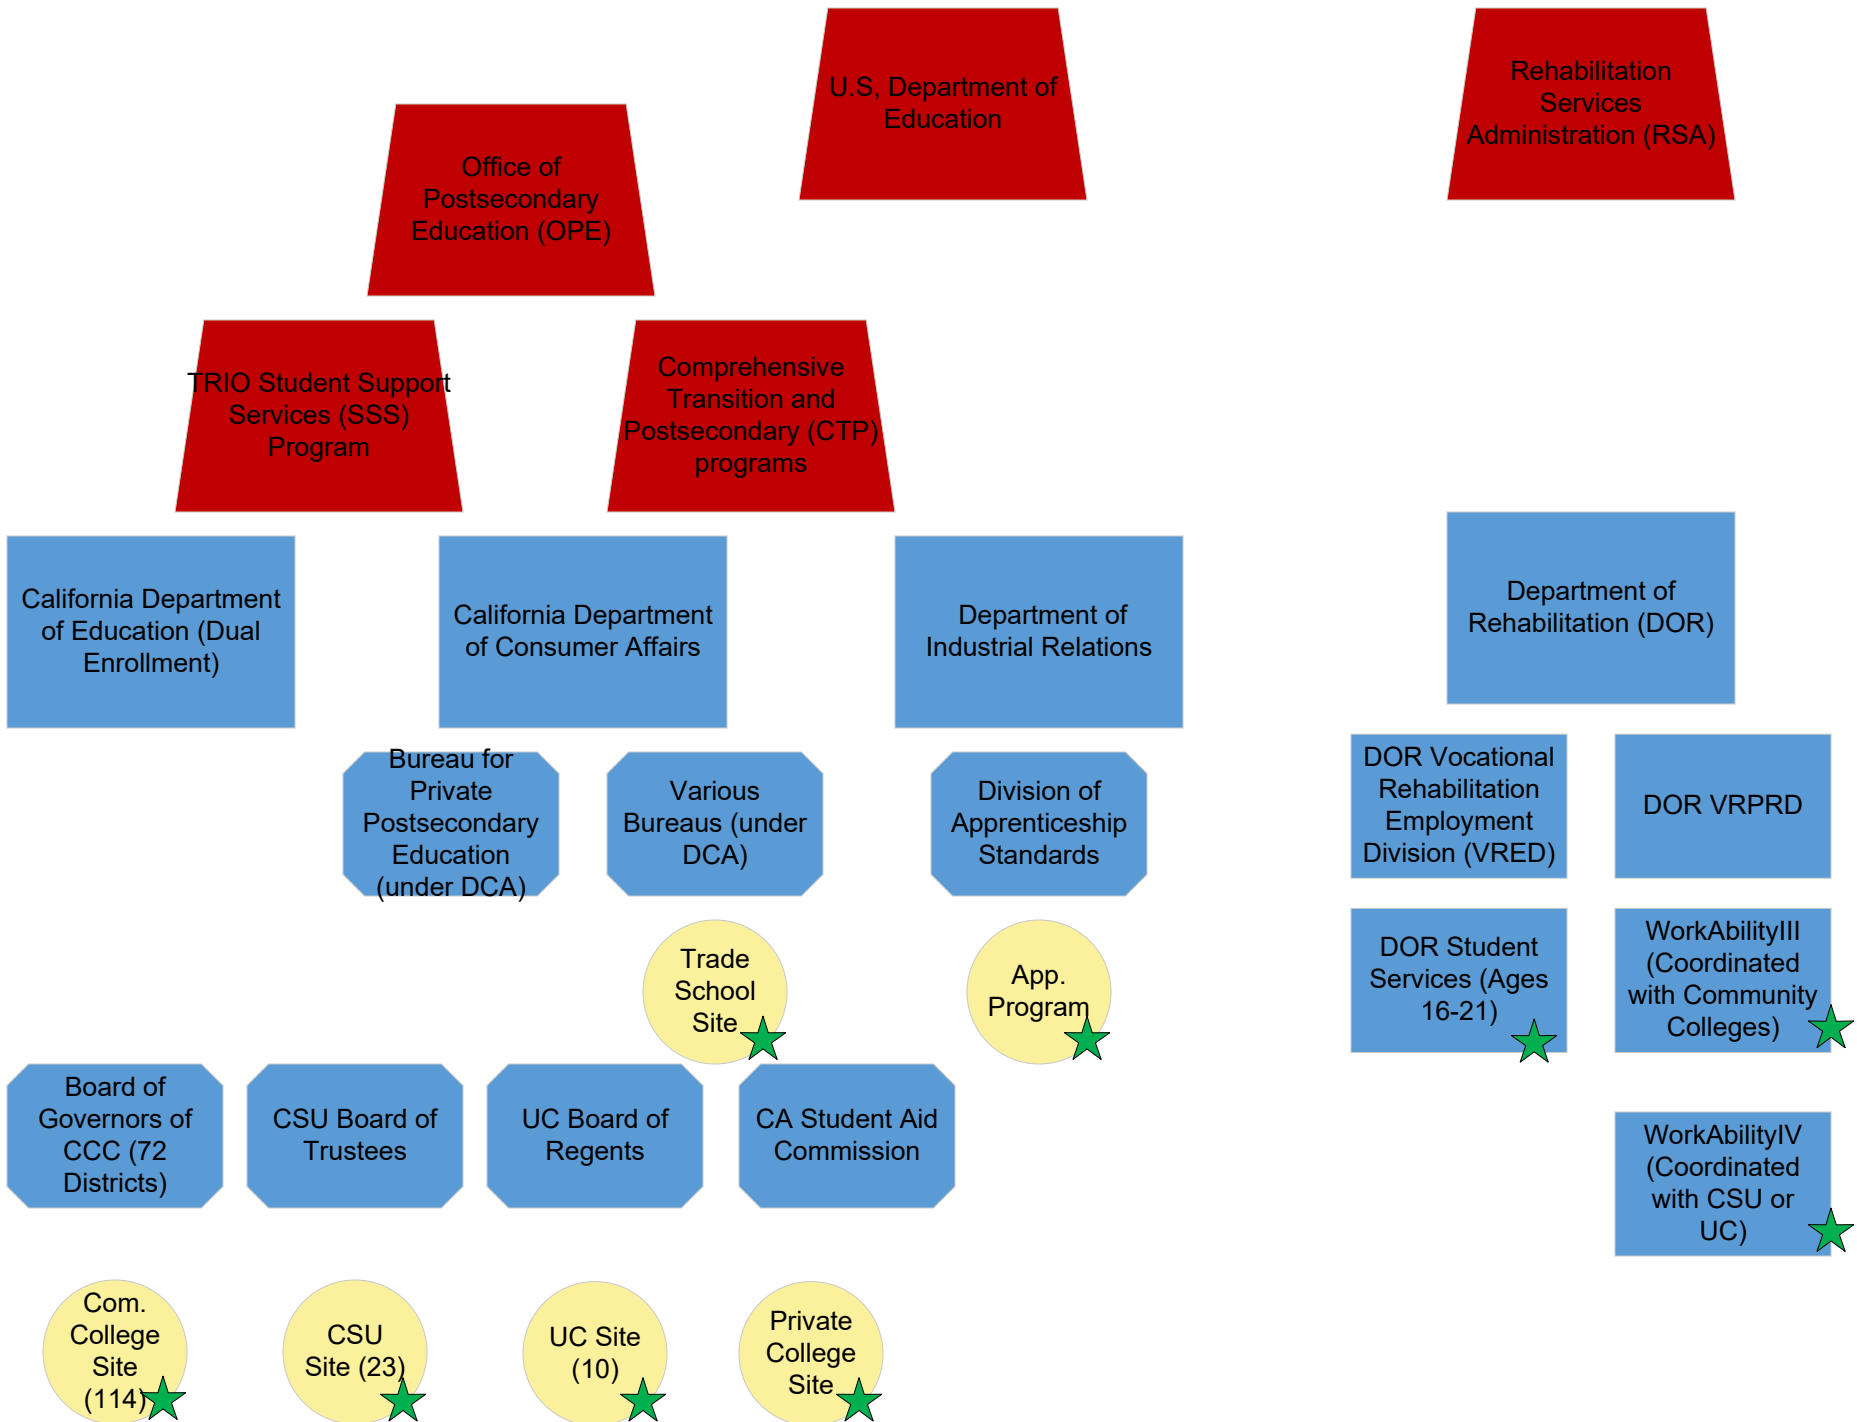 U.S, Department of
Education
Rehabilitation
Services
Administration (RSA)
Office of
Postsecondary
Education (OPE)
TRIO Student Support
Services (SSS)
Program
Comprehensive
Transition and
Postsecondary (CTP)
programs
California Department
of Education (Dual
Enrollment)
California Department
of Consumer Affairs
Department of
Industrial Relations
Department of
Rehabilitation (DOR)
Bureau for
Private
Postsecondary
Education
(under DCA)
Various
Bureaus (under
DCA)
Division of
Apprenticeship
Standards
DOR Vocational
Rehabilitation
Employment
Division (VRED)
DOR VRPRD
Trade
School
Site
App.
Program
DOR Student
Services (Ages
16-21)
WorkAbilityIII
(Coordinated
with Community
Colleges)
Board of
Governors of
CCC (72
Districts)
CSU Board of
Trustees
UC Board of
Regents
CA Student Aid
Commission
WorkAbilityIV
(Coordinated
with CSU or
UC)
Com.
College
Site
(114)
CSU
Site (23)
UC Site
(10)
Private
College
Site